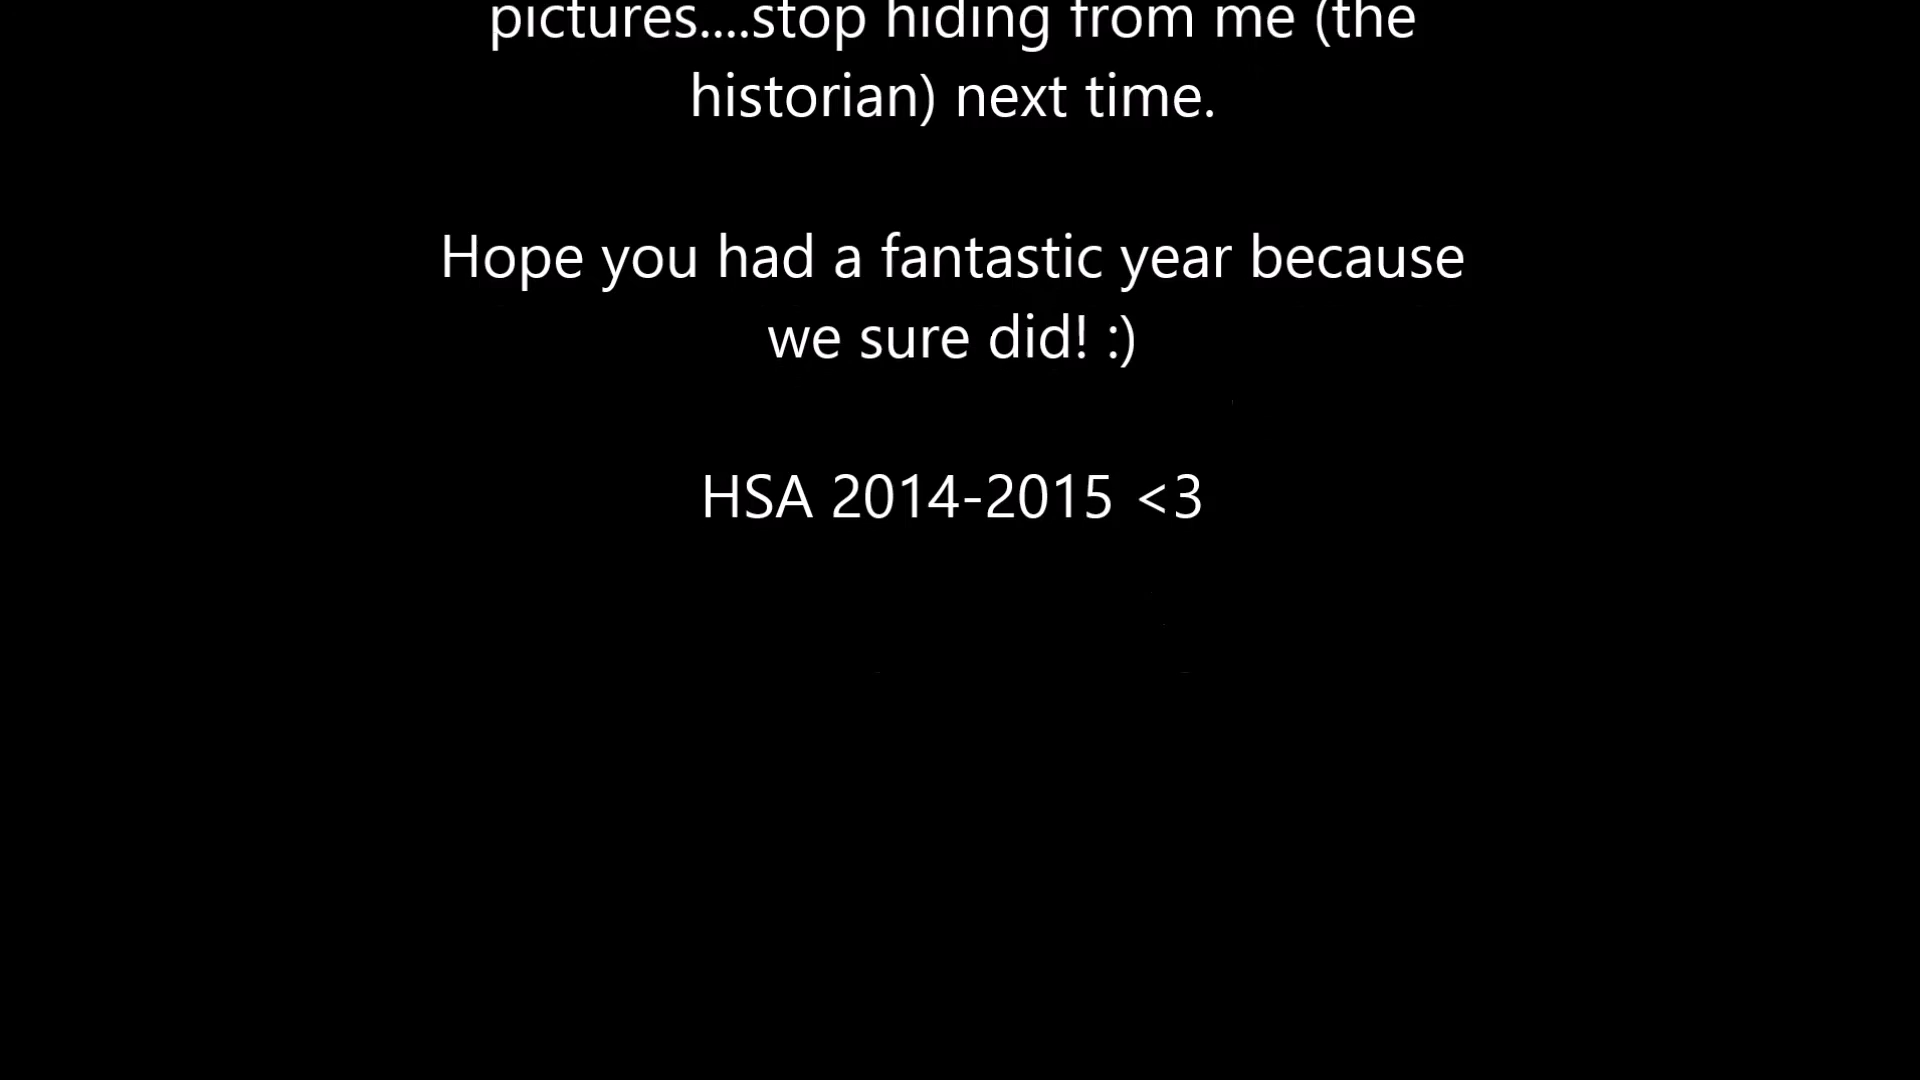 pictures....stop hiding from me (the
historian) next time.
Hope you had a fantastic year because
we sure did! :)
HSA 2014-2015 <3